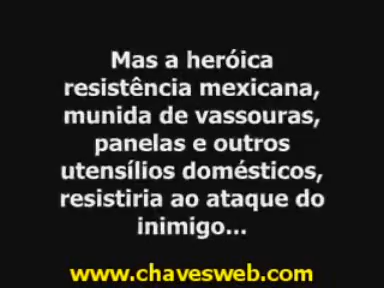 Mas a heróica
resistência mexicana,
munida de vassouras,
panelas e outros
utensílios domésticos,
resistiria ao ataque do
inimigo...
www.chavesweb.com